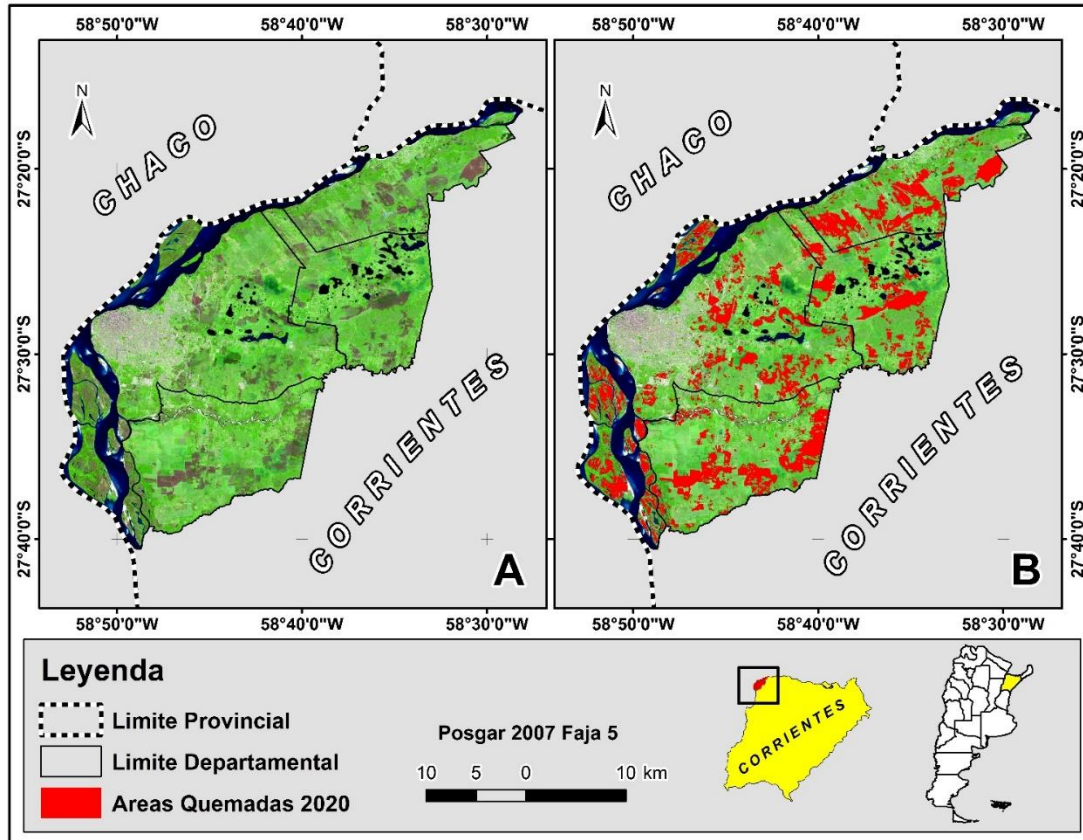 58°50'0"W 58°40'0"W 58°30'0"W
58°50'0"W 58°40'0"W 58°30'0"W
27°20'0"S
27°30'0"S
27°40'0"S
N
CHACO
CORRIENTES
A
N
CHACO
CORRIENTES
B
27°20'0"S
27°30'0"S
27°40'0"S
58°50'0"W 58°40'0"W 58°30'0"W
58°50'0"W 58°40'0"W 58°30'0"W
Leyenda
Limite Provincial
Limite Departamental
Areas Quemadas 2020
Posgar 2007 Faja 5
10 5 0 10 km
CORRIENTES